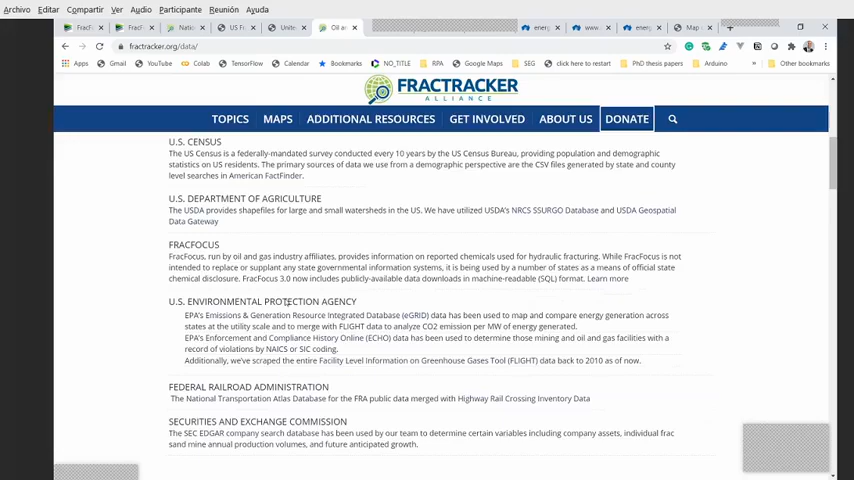 Archivo Editar Ver Audio Participante Reunión Ayuda
FracF
FracF
Natio
US Fr
Unite
Oil an
energ
www.
energ
Map
fractracker.org/data/
Apps Gmail YouTube TensorFlow Calendar Bookmarks NO_TITLE RPA Google Maps SEG click here to restart PhD thesis papers Arduino Other bookmarks
FRACTRACKER
ALLIANCE
TOPICS MAPS ADDITIONAL RESOURCES GET INVOLVED ABOUT US DONATE
U.S. CENSUS
The US Census is a federally-mandated survey conducted every 10 years by the US Census Bureau, providing population and demographic
statistics on US residents. The primary sources of data we use from a demographic perspective are the CSV files generated by state and county
level searches in American FactFinder.
U.S. DEPARTMENT OF AGRICULTURE
The USDA provides shapefiles for large and small watersheds in the US. We have utilized USDA's NRCS SSURGO Database and USDA Geospatial
Data Gateway
FRACFOCUS
FracFocus, run by oil and gas industry affiliates, provides information on reported chemicals used for hydraulic fracturing. While FracFocus is not
intended to replace or supplant any state governmental information systems, it is being used by a number of states as a means of official state
chemical disclosure. FracFocus 3.0 now includes publicly-available data downloads in machine-readable (SQL) format. Learn more
U.S. ENVIRONMENTAL PROTECTION AGENCY
EPA's Emissions & Generation Resource Integrated Database (eGRID) data has been used to map and compare energy generation across
states at the utility scale and to merge with FLIGHT data to analyze CO2 emission per MW of energy generated.
EPA's Enforcement and Compliance History Online (ECHO) data has been used to determine those mining and oil and gas facilities with a
record of violations by NAICS or SIC coding.
Additionally, we've scraped the entire Facility Level Information on Greenhouse Gases Tool (FLIGHT) data back to 2010 as of now.
FEDERAL RAILROAD ADMINISTRATION
The National Transportation Atlas Database for the FRA public data merged with Highway Rail Crossing Inventory Data
SECURITIES AND EXCHANGE COMMISSION
The SEC EDGAR company search database has been used by our team to determine certain variables including company assets, individual frac
sand mine annual production volumes, and future anticipated growth.